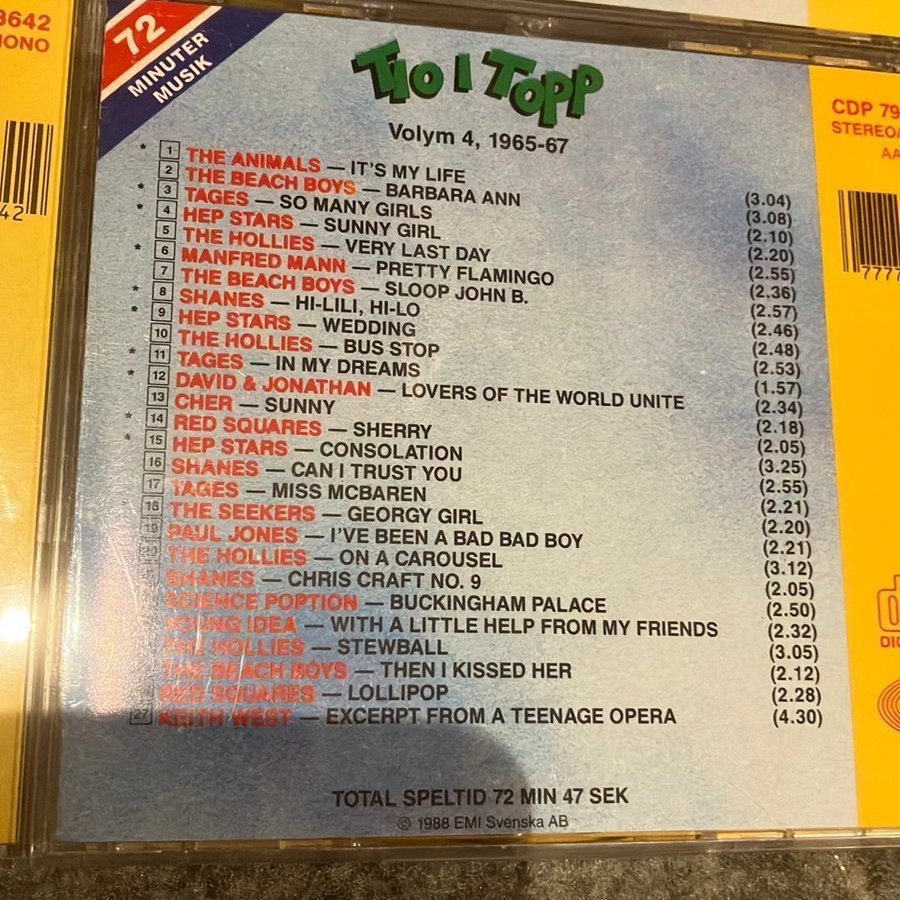 3642
MONO
72
MINUTER
MUSIK
TIO I TOPP
Volym 4, 1965-67
* 1 THE ANIMALS — IT'S MY LIFE (3.04)
2 THE BEACH BOYS — BARBARA ANN (3.08)
* 3 TAGES — SO MANY GIRLS (2.10)
* 4 HEP STARS — SUNNY GIRL (2.20)
5 THE HOLLIES — VERY LAST DAY (2.55)
* 6 MANFRED MANN — PRETTY FLAMINGO (2.36)
7 THE BEACH BOYS — SLOOP JOHN B. (2.57)
* 8 SHANES — HI-LILI, HI-LO (2.46)
* 9 HEP STARS — WEDDING (2.48)
10 THE HOLLIES — BUS STOP (2.53)
* 11 TAGES — IN MY DREAMS (1.57)
* 12 DAVID & JONATHAN — LOVERS OF THE WORLD UNITE (2.34)
13 CHER — SUNNY (2.18)
* 14 RED SQUARES — SHERRY (2.05)
* 15 HEP STARS — CONSOLATION (3.25)
16 SHANES — CAN I TRUST YOU (2.55)
17 TAGES — MISS MCBAREN (2.21)
18 THE SEEKERS — GEORGY GIRL (2.20)
19 PAUL JONES — I'VE BEEN A BAD BAD BOY (2.21)
20 THE HOLLIES — ON A CAROUSEL (3.12)
SHANES — CHRIS CRAFT NO. 9 (2.05)
SCIENCE POPTION — BUCKINGHAM PALACE (2.50)
YOUNG IDEA — WITH A LITTLE HELP FROM MY FRIENDS (2.32)
THE HOLLIES — STEWBALL (3.05)
THE BEACH BOYS — THEN I KISSED HER (2.12)
RED SQUARES — LOLLIPOP (2.28)
27 KEITH WEST — EXCERPT FROM A TEENAGE OPERA (4.30)
TOTAL SPELTID 72 MIN 47 SEK
© 1988 EMI Svenska AB
CDP 79
STEREO/
AA
42
7777